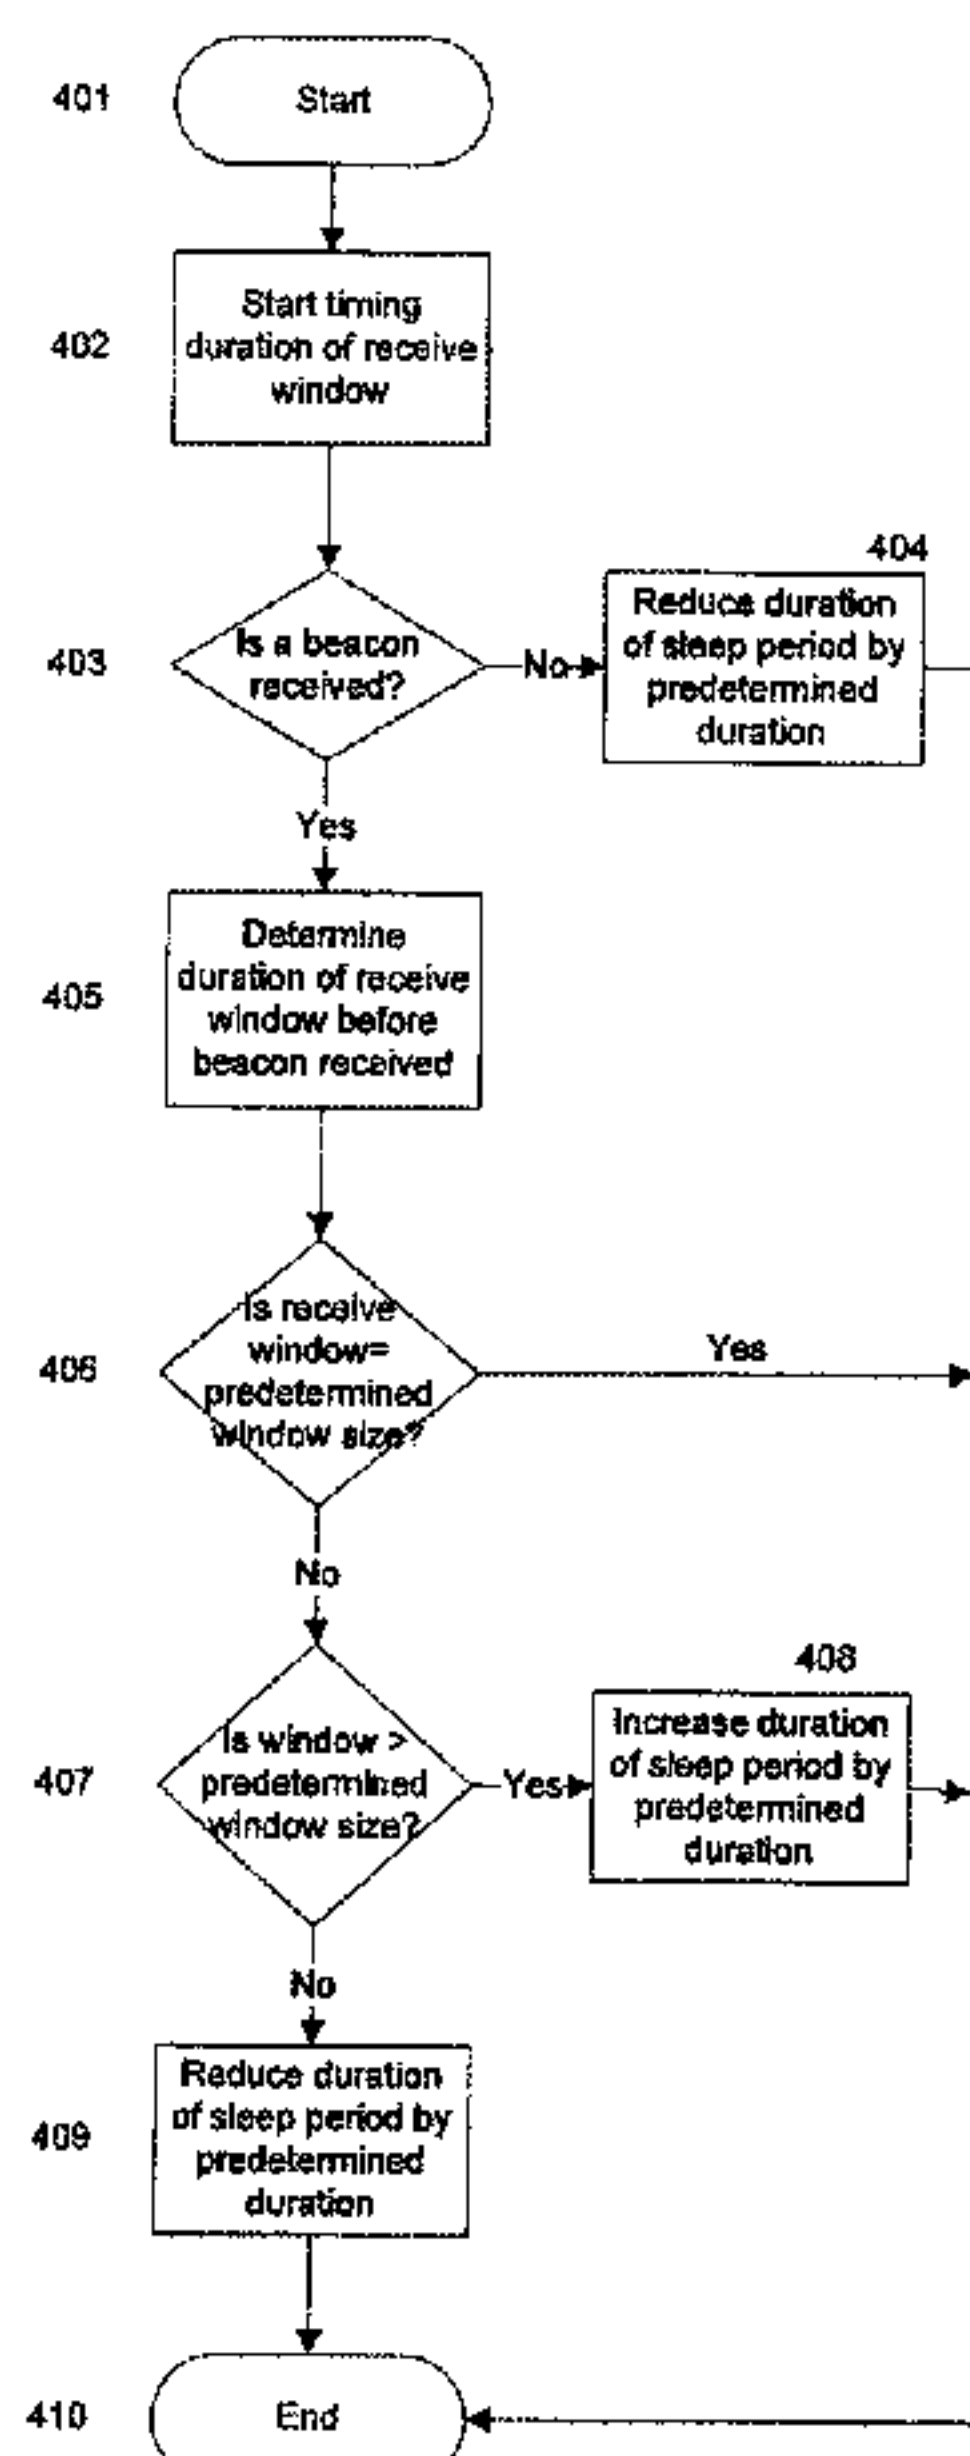 401
Start
402
Start timing
duration of receive
window
403
Is a beacon
received?
No
404
Reduce duration
of sleep period by
predetermined
duration
Yes
405
Determine
duration of receive
window before
beacon received
406
Is receive
window=
predetermined
window size?
Yes
No
407
Is window >
predetermined
window size?
Yes
408
Increase duration
of sleep period by
predetermined
duration
No
409
Reduce duration
of sleep period by
predetermined
duration
410
End